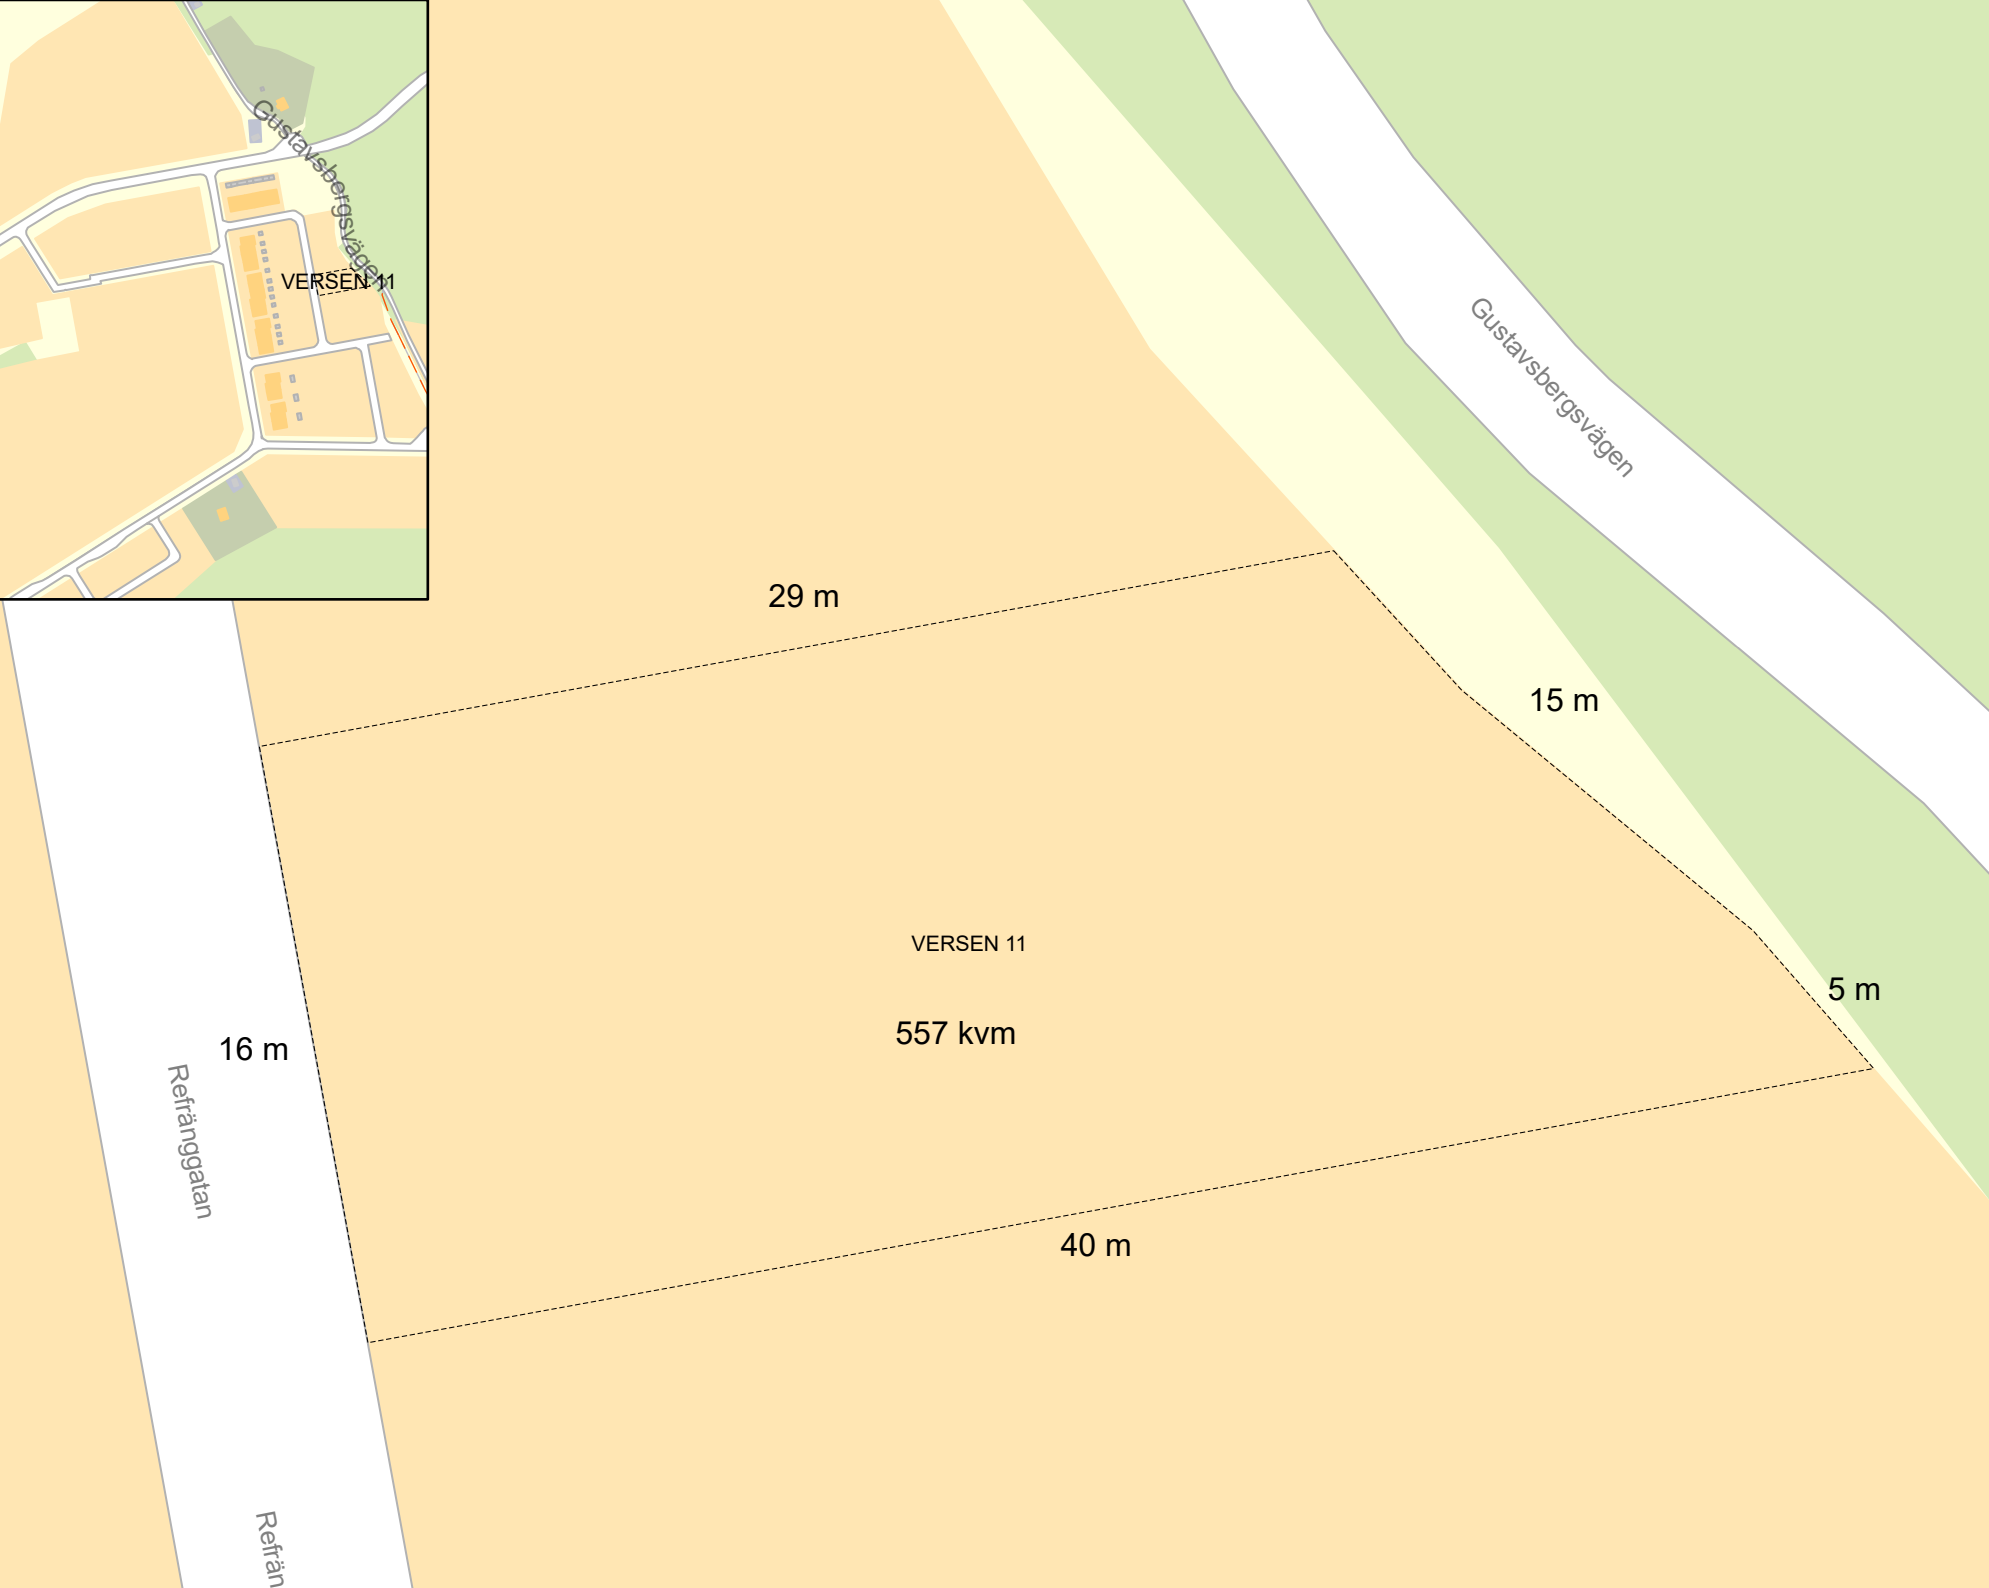 Gustavsbergsvägen
VERSEN 11
Gustavsbergsvägen
29 m
15 m
VERSEN 11
5 m
557 kvm
16 m
Refränggatan
40 m
Refrän